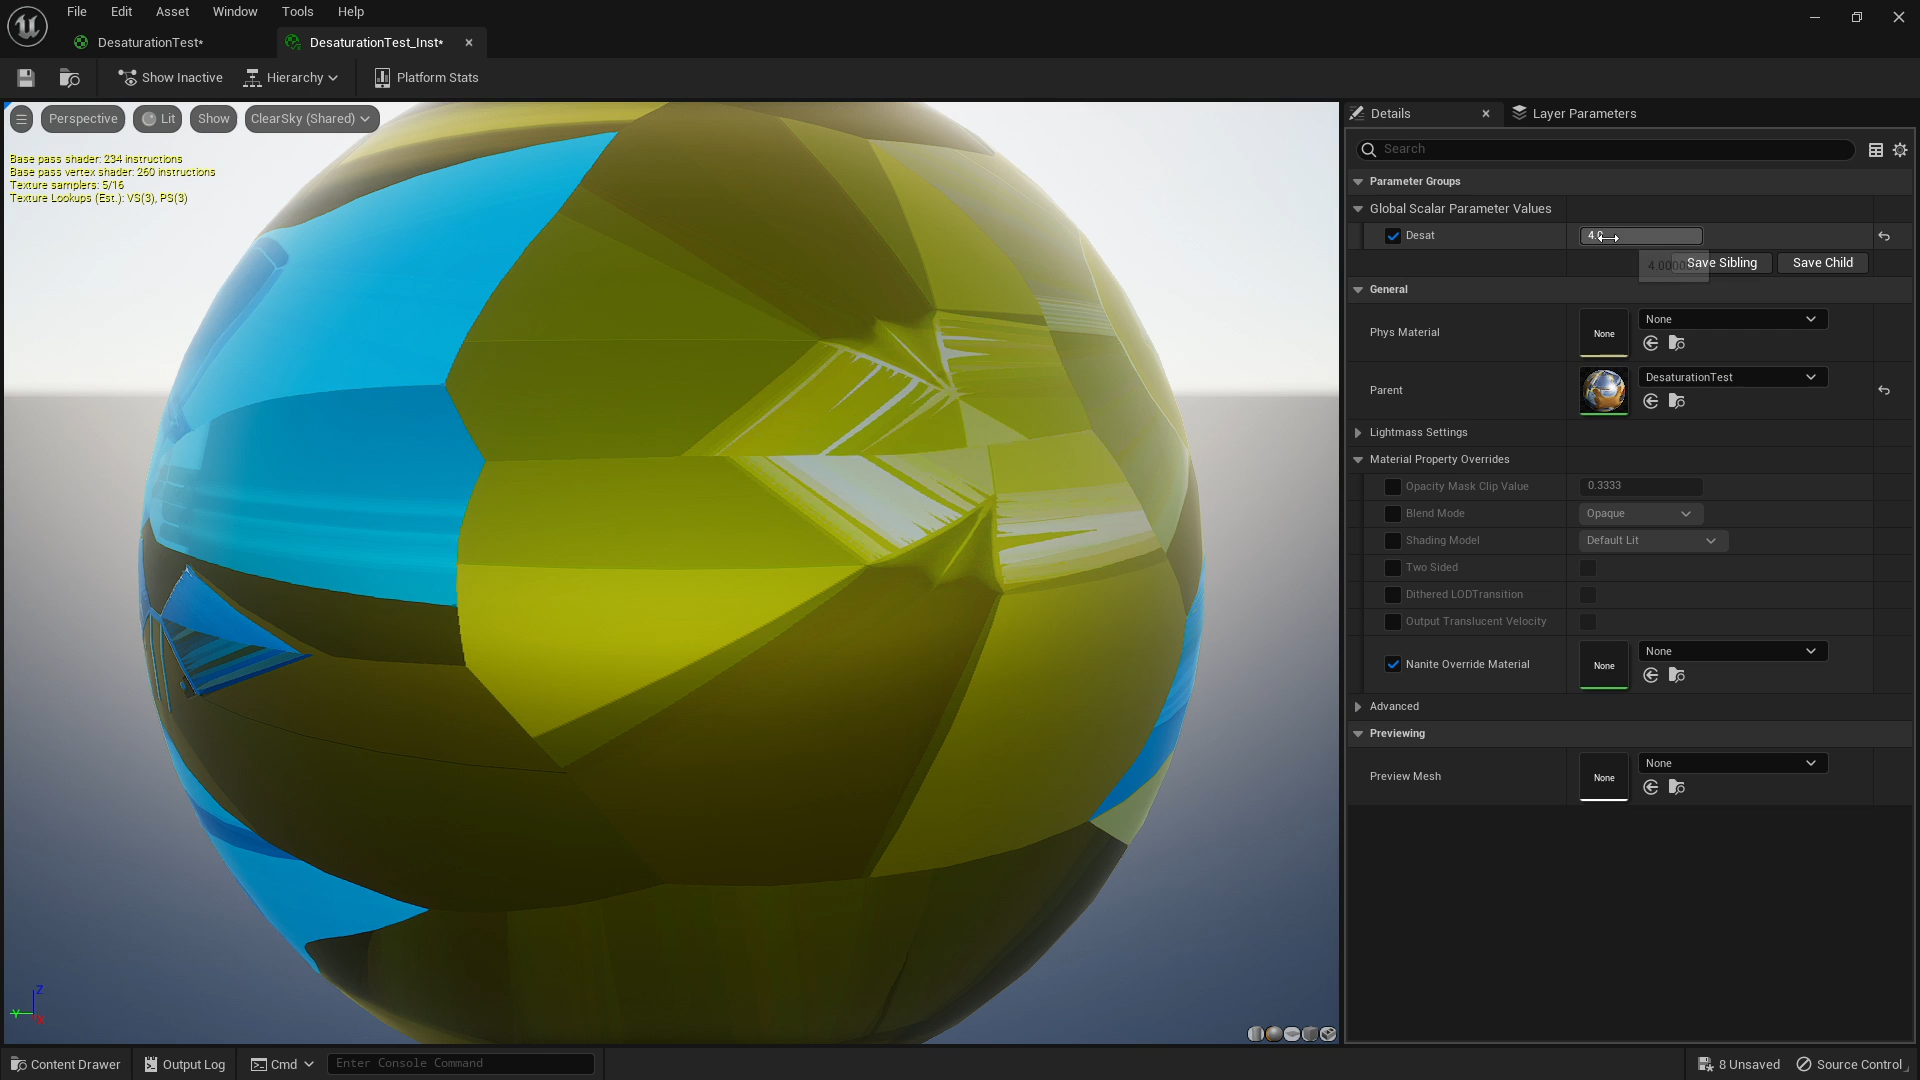 File Edit Asset Window Tools Help
DesaturationTest*
DesaturationTest_Inst*
Show Inactive
Hierarchy
Platform Stats
Perspective
Lit
Show
ClearSky (Shared)
Base pass shader: 234 instructions
Base pass vertex shader: 260 instructions
Texture samplers: 5/16
Texture Lookups (Est.): VS(3), PS(3)
Z
Y
X
Details
Layer Parameters
Search
Parameter Groups
Global Scalar Parameter Values
Desat
4.0
Save Sibling
Save Child
General
Phys Material
None
None
Parent
DesaturationTest
Lightmass Settings
Material Property Overrides
Opacity Mask Clip Value
0.3333
Blend Mode
Opaque
Shading Model
Default Lit
Two Sided
Dithered LODTransition
Output Translucent Velocity
Nanite Override Material
None
None
Advanced
Previewing
Preview Mesh
None
None
Content Drawer
Output Log
Cmd
Enter Console Command
8 Unsaved
Source Control